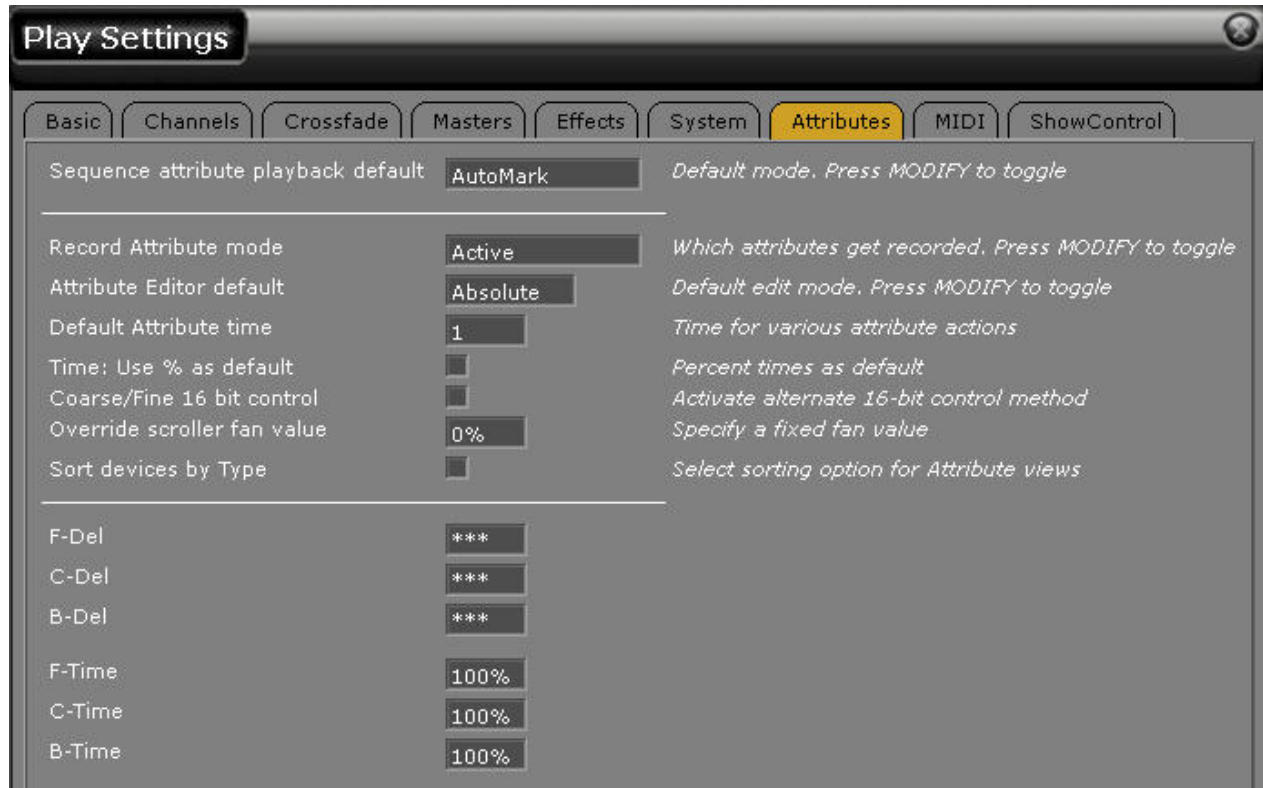 Play Settings
Basic Channels Crossfade Masters Effects System Attributes MIDI ShowControl
Sequence attribute playback default AutoMark Default mode. Press MODIFY to toggle
Record Attribute mode Active Which attributes get recorded. Press MODIFY to toggle
Attribute Editor default Absolute Default edit mode. Press MODIFY to toggle
Default Attribute time 1 Time for various attribute actions
Time: Use % as default Percent times as default
Coarse/Fine 16 bit control Activate alternate 16-bit control method
Override scroller fan value 0% Specify a fixed fan value
Sort devices by Type Select sorting option for Attribute views
F-Del ***
C-Del ***
B-Del ***
F-Time 100%
C-Time 100%
B-Time 100%